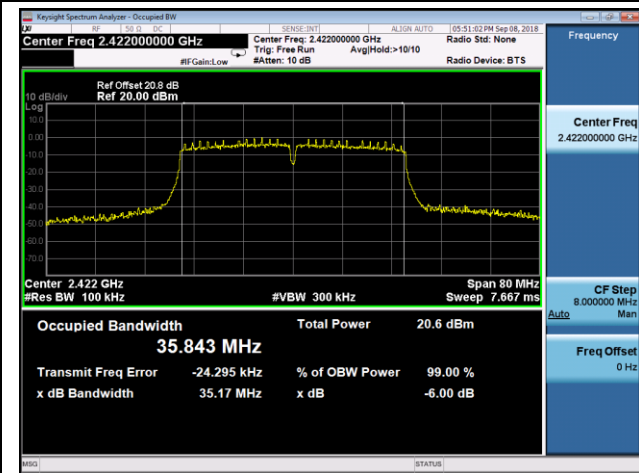 Keysight Spectrum Analyzer - Occupied BW
RF 50 Ω DC SENSE:INT ALIGN AUTO 05:51:02 PM Sep 08, 2018
Center Freq 2.422000000 GHz Center Freq: 2.422000000 GHz Radio Std: None Frequency
Trig: Free Run Avg|Hold:>10/10
#IFGain:Low #Atten: 10 dB Radio Device: BTS
Ref Offset 20.8 dB
10 dB/div Ref 20.00 dBm
Log
10.0
0.00
-10.0
-20.0
-30.0
-40.0
-50.0
-60.0
-70.0
Center Freq
2.422000000 GHz
Center 2.422 GHz Span 80 MHz
#Res BW 100 kHz #VBW 300 kHz Sweep 7.667 ms
CF Step
8.000000 MHz
Auto Man
Occupied Bandwidth Total Power 20.6 dBm
35.843 MHz
Freq Offset
0 Hz
Transmit Freq Error -24.295 kHz % of OBW Power 99.00 %
x dB Bandwidth 35.17 MHz x dB -6.00 dB
MSG STATUS